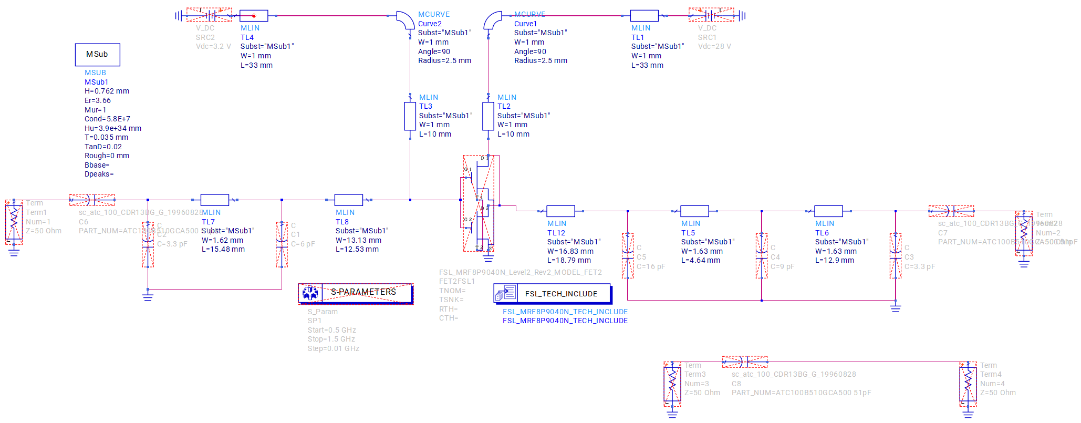 V_DC
SRC2
Vdc=3.2 V
MLIN
TL4
Subst="MSub1"
W=1 mm
L=33 mm
MCURVE
Curve2
Subst="MSub1"
W=1 mm
Angle=90
Radius=2.5 mm
MCURVE
Curve1
Subst="MSub1"
W=1 mm
Angle=90
Radius=2.5 mm
MLIN
TL1
Subst="MSub1"
W=1 mm
L=33 mm
V_DC
SRC1
Vdc=28 V
MSub
MSUB
MSub1
H=0.762 mm
Er=3.66
Mur=1
Cond=5.8E+7
Hu=3.9e+34 mm
T=0.035 mm
TanD=0.02
Rough=0 mm
Bbase=
Dpeaks=
MLIN
TL3
Subst="MSub1"
W=1 mm
L=10 mm
MLIN
TL2
Subst="MSub1"
W=1 mm
L=10 mm
Term
Term1
Num=1
Z=50 Ohm
sc_atc_100_CDR13BG_G_19960828
C6
C
C2
C=3.3 pF
MLIN
TL7
Subst="MSub1"
W=1.62 mm
L=15.48 mm
C
C1
C=6 pF
MLIN
TL8
Subst="MSub1"
W=13.13 mm
L=12.53 mm
FSL_MRF8P9040N_Level2_Rev2_MODEL_FET2
FET2FSL1
TNOM=
TSNK=
RTH=
CTH=
MLIN
TL12
Subst="MSub1"
W=16.83 mm
L=18.79 mm
C
C5
C=16 pF
MLIN
TL5
Subst="MSub1"
W=1.63 mm
L=4.64 mm
C
C4
C=9 pF
MLIN
TL6
Subst="MSub1"
W=1.63 mm
L=12.9 mm
C
C3
C=3.3 pF
C7
Term
Num=2
S-PARAMETERS
S_Param
SP1
Start=0.5 GHz
Stop=1.5 GHz
Step=0.01 GHz
FSL_TECH_INCLUDE
FSL_MRF8P9040N_TECH_INCLUDE
FSL_MRF8P9040N_TECH_INCLUDE
Term
Term3
Num=3
Z=50 Ohm
sc_atc_100_CDR13BG_G_19960828
C8
PART_NUM=ATC100B510GCA500 51pF
Term
Term4
Num=4
Z=50 Ohm